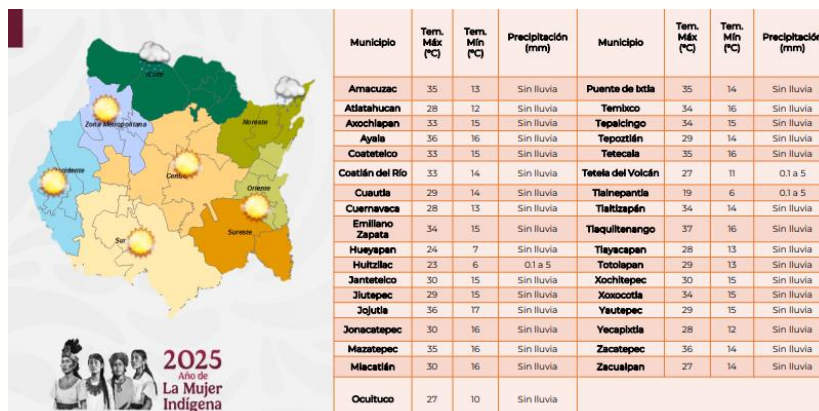 Norte
Zona Metropolitana
Noreste
Centro
Oriente
Sur
Sureste
2025
Año de
La Mujer
Indígena
Municipio Tem. Máx (°C) Tem. Mín (°C) Precipitación (mm) Municipio Tem. Máx (°C) Tem. Mín (°C) Precipitación (mm)
Amacuzac 35 13 Sin lluvia Puente de Ixtla 35 14 Sin lluvia
Atlatahucan 28 12 Sin lluvia Temixco 34 16 Sin lluvia
Axochiapan 33 15 Sin lluvia Tepalcingo 34 15 Sin lluvia
Ayala 36 16 Sin lluvia Tepoztlán 29 14 Sin lluvia
Coatetelco 33 15 Sin lluvia Tetecala 35 16 Sin lluvia
Coatlán del Río 33 14 Sin lluvia Tetela del Volcán 27 11 0.1 a 5
Cuautla 29 14 Sin lluvia Tlalnepantla 19 6 0.1 a 5
Cuernavaca 28 13 Sin lluvia Tlaltizapán 34 14 Sin lluvia
Emiliano Zapata 34 15 Sin lluvia Tlaquiltenango 37 16 Sin lluvia
Hueyapan 24 7 Sin lluvia Tlayacapan 28 13 Sin lluvia
Huitzilac 23 6 0.1 a 5 Totolapan 29 13 Sin lluvia
Jantetelco 30 15 Sin lluvia Xochitepec 30 15 Sin lluvia
Jiutepec 29 15 Sin lluvia Xoxocotla 34 15 Sin lluvia
Jojutla 36 17 Sin lluvia Yautepec 29 15 Sin lluvia
Jonacatepec 30 16 Sin lluvia Yecapixtla 28 12 Sin lluvia
Mazatepec 35 16 Sin lluvia Zacatepec 36 14 Sin lluvia
Miacatlán 30 16 Sin lluvia Zacualpan 27 14 Sin lluvia
Ocuituco 27 10 Sin lluvia